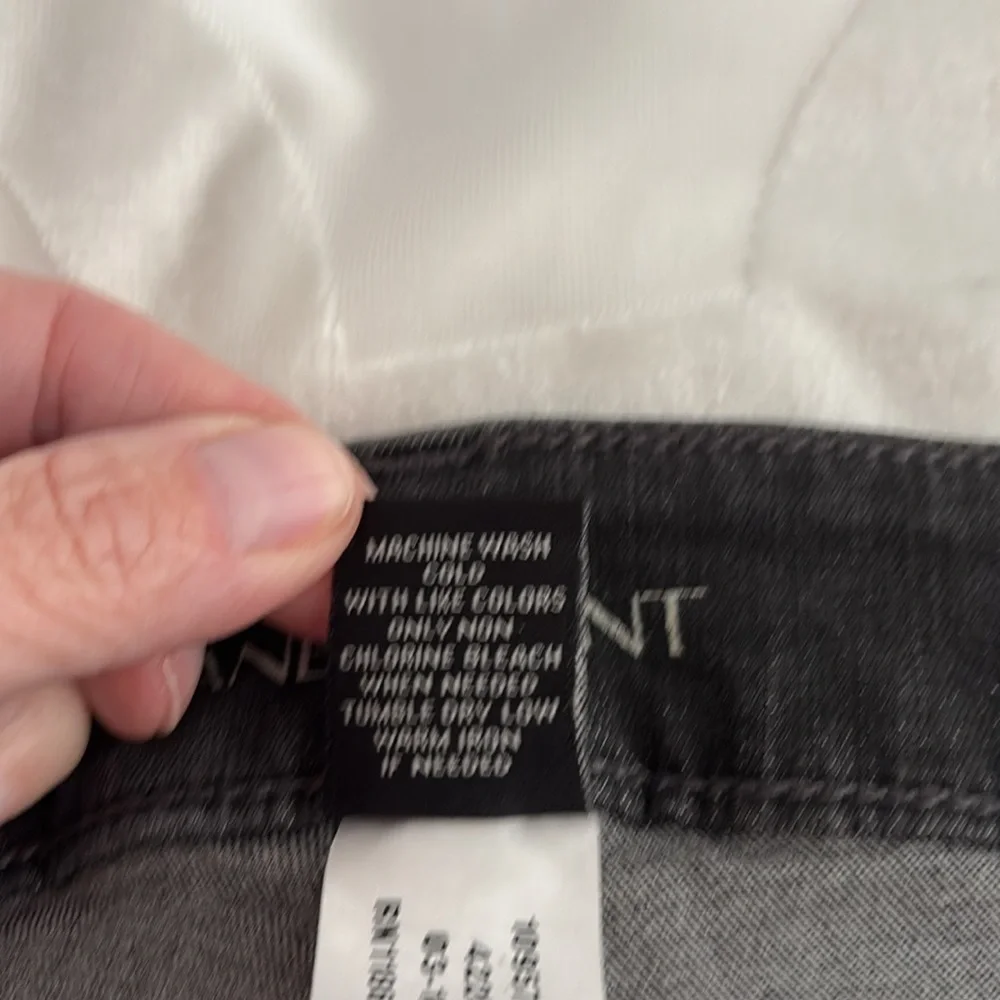 MACHINE WASH
COLD
WITH LIKE COLORS
ONLY NON
CHLORINE BLEACH
WHEN NEEDED
TUMBLE DRY LOW
WARM IRON
IF NEEDED
NT